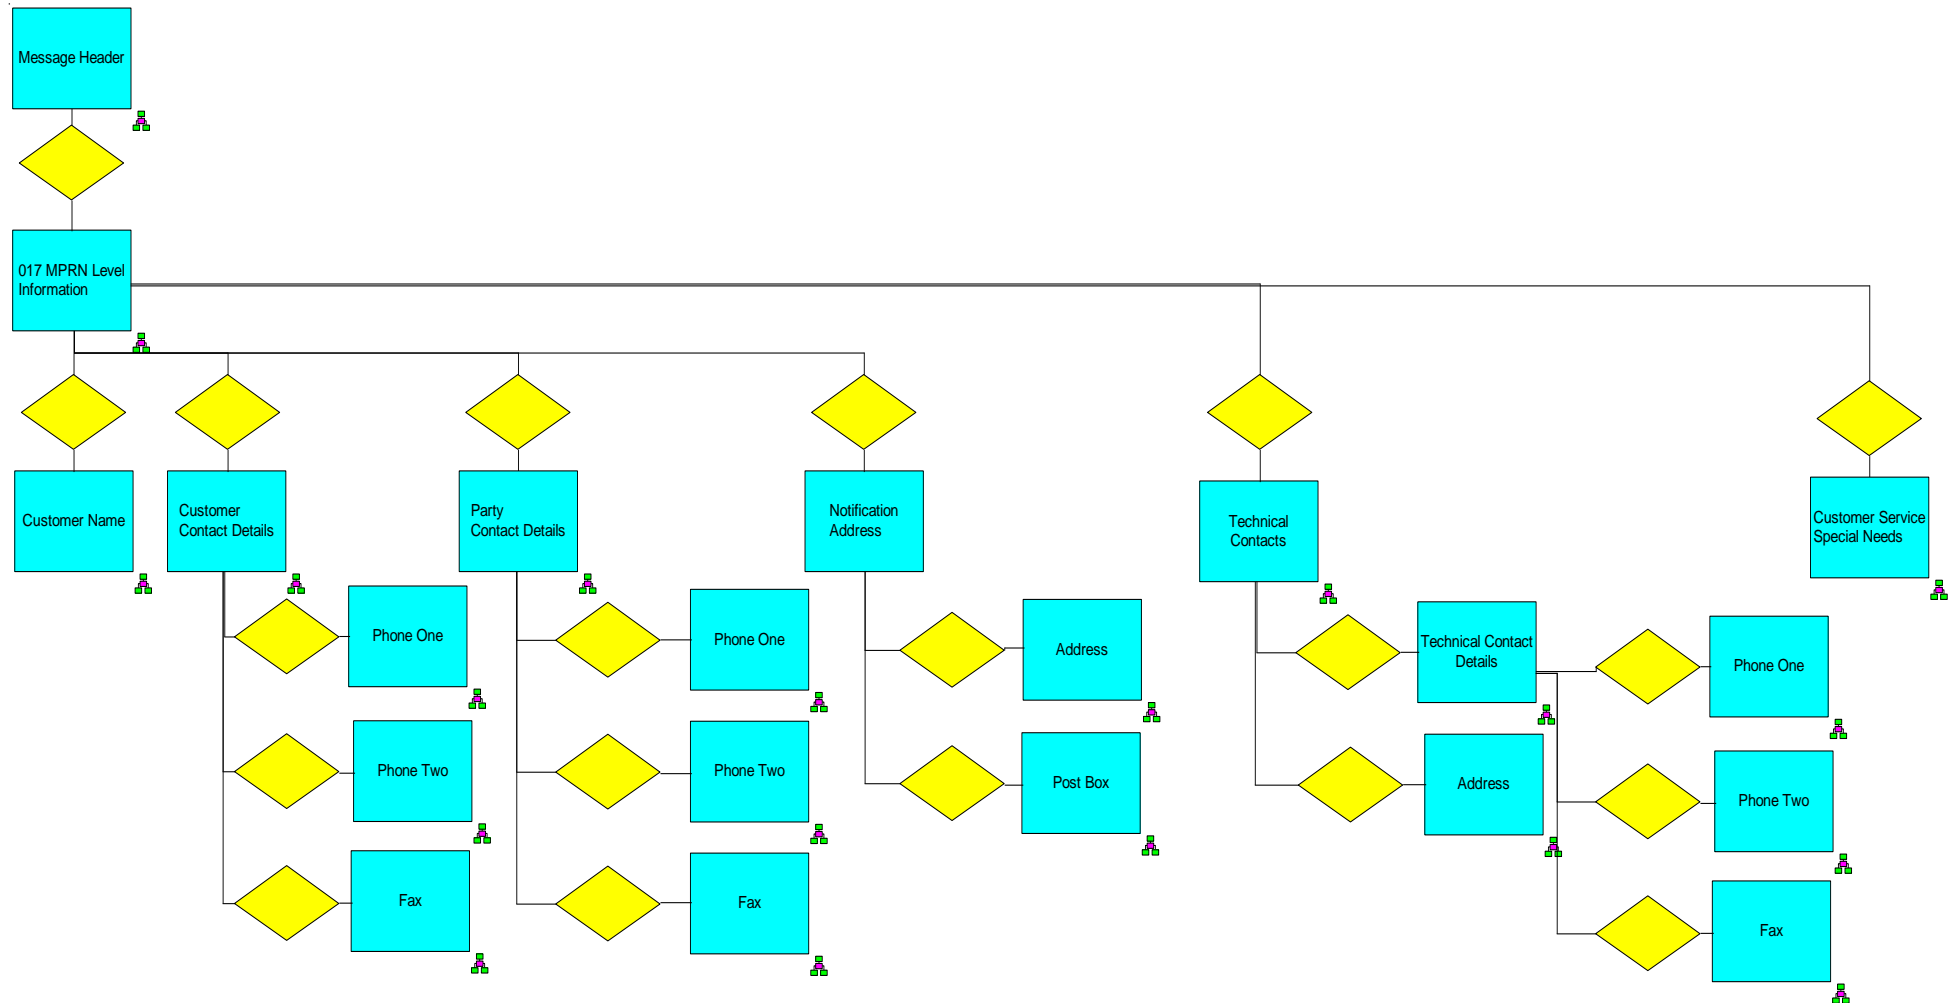 Message Header
017 MPRN Level
Information
Customer Name
Customer
Contact Details
Party
Contact Details
Notification
Address
Technical
Contacts
Customer Service
Special Needs
Phone One
Phone Two
Fax
Phone One
Phone Two
Fax
Address
Post Box
Technical Contact
Details
Address
Phone One
Phone Two
Fax